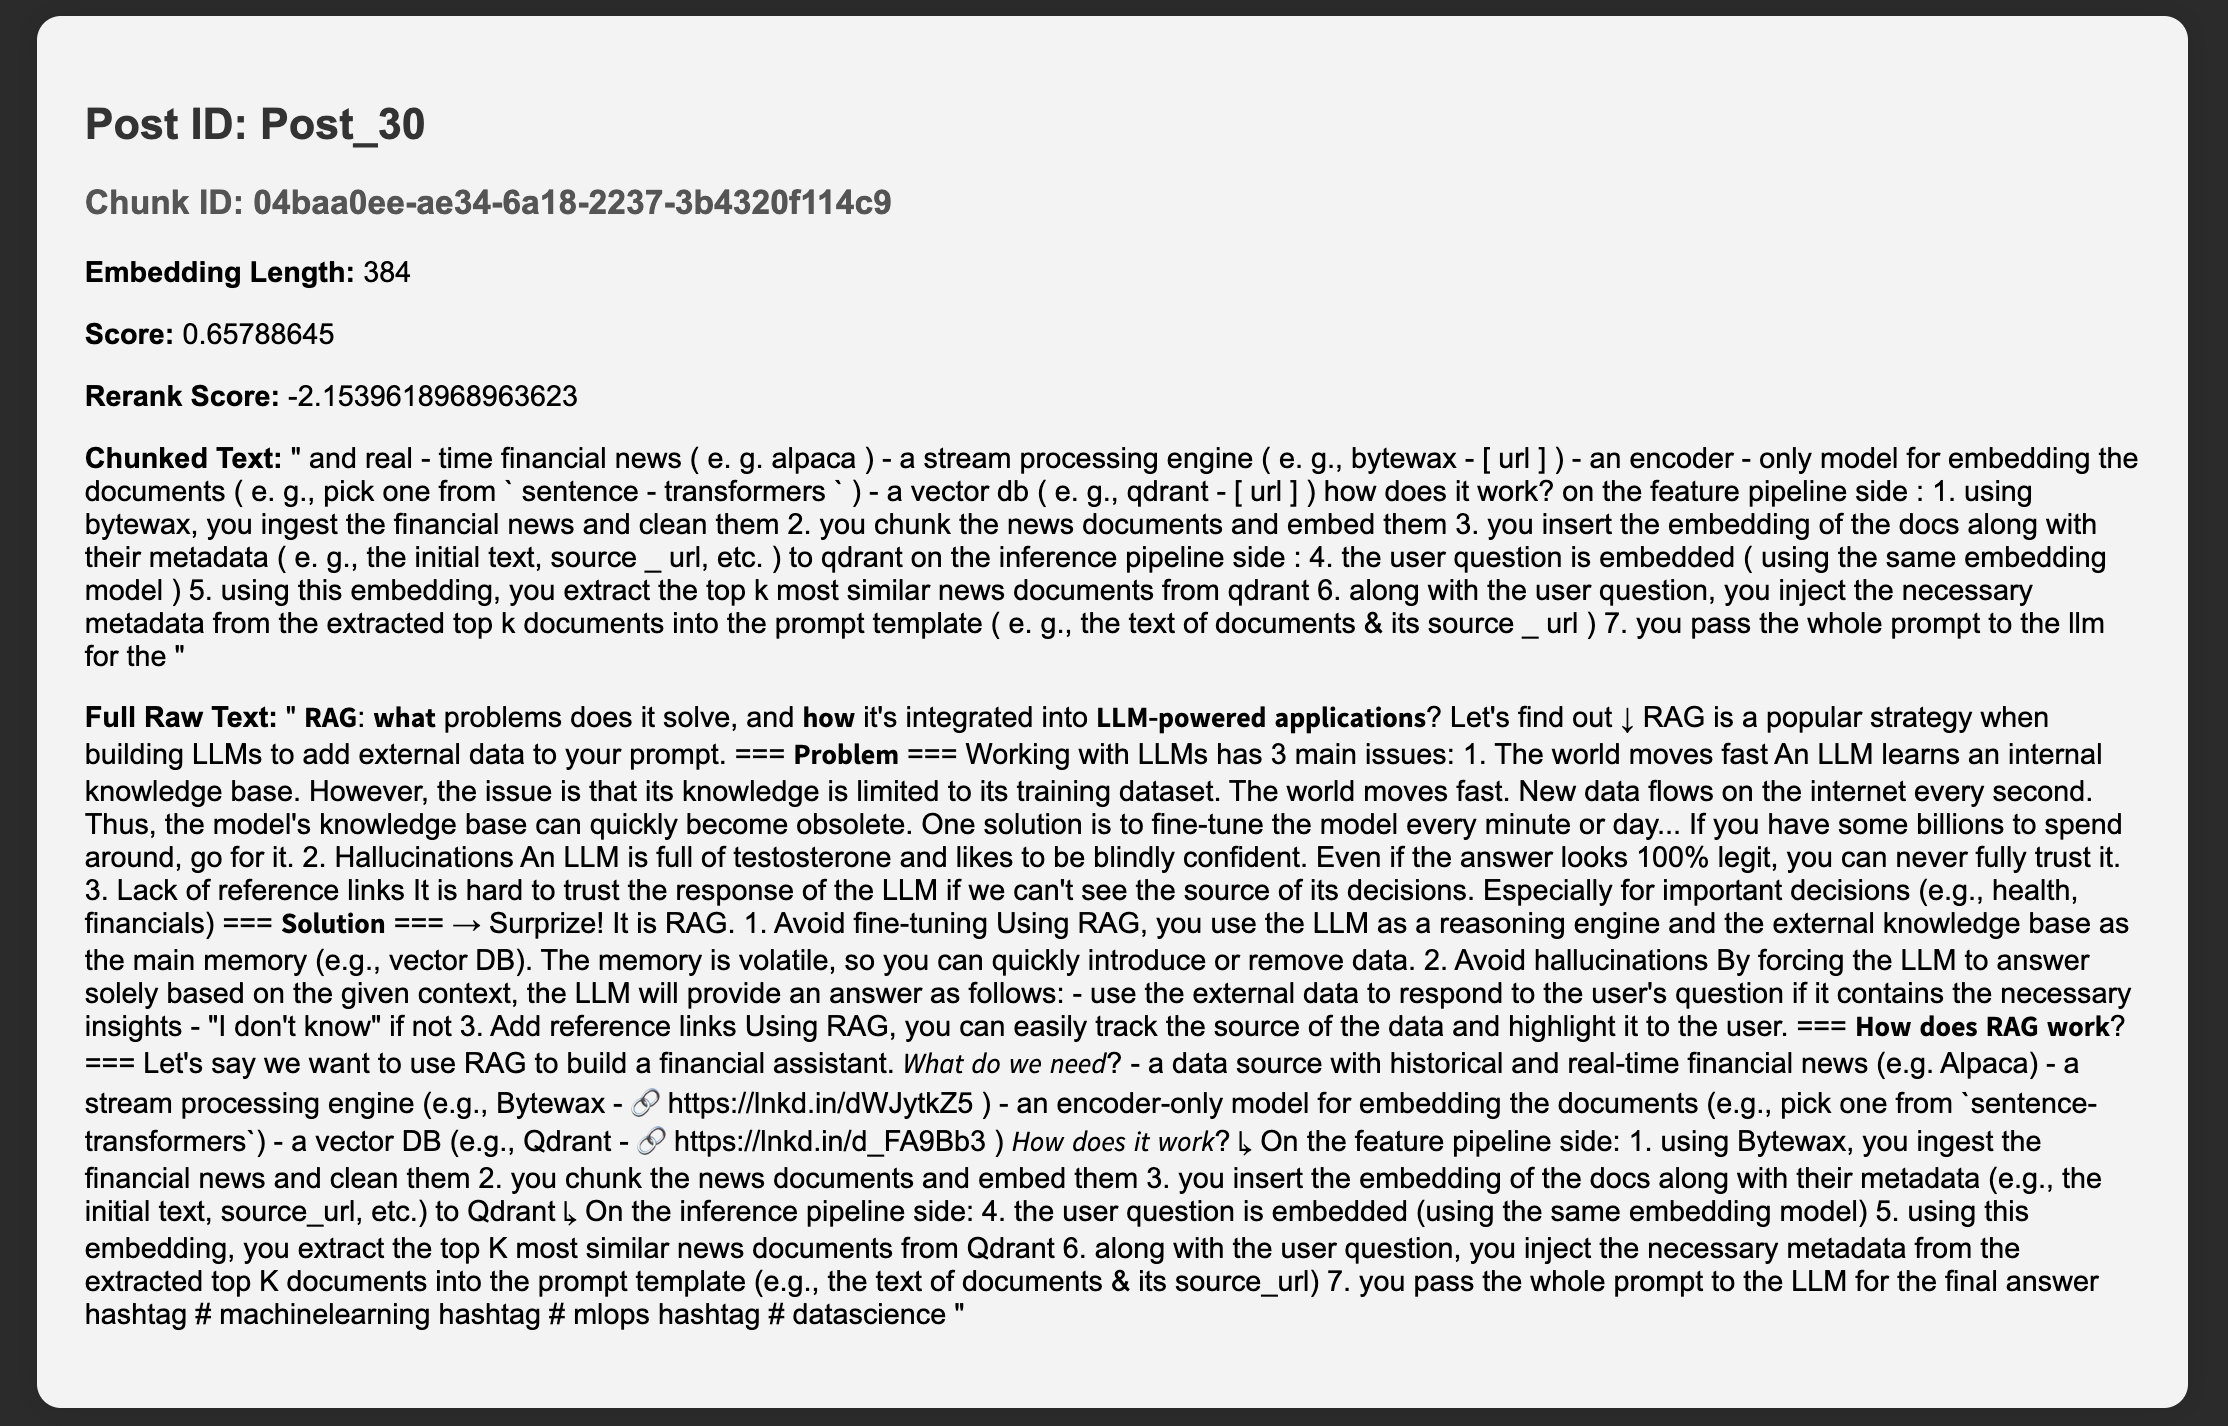 Post ID: Post_30
Chunk ID: 04baa0ee-ae34-6a18-2237-3b4320f114c9
Embedding Length: 384
Score: 0.65788645
Rerank Score: -2.1539618968963623
Chunked Text: " and real - time financial news ( e. g. alpaca ) - a stream processing engine ( e. g., bytewax - [ url ] ) - an encoder - only model for embedding the
documents ( e. g., pick one from ` sentence - transformers ` ) - a vector db ( e. g., qdrant - [ url ] ) how does it work? on the feature pipeline side : 1. using
bytewax, you ingest the financial news and clean them 2. you chunk the news documents and embed them 3. you insert the embedding of the docs along with
their metadata ( e. g., the initial text, source _ url, etc. ) to qdrant on the inference pipeline side : 4. the user question is embedded ( using the same embedding
model ) 5. using this embedding, you extract the top k most similar news documents from qdrant 6. along with the user question, you inject the necessary
metadata from the extracted top k documents into the prompt template ( e. g., the text of documents & its source _ url ) 7. you pass the whole prompt to the llm
for the "
Full Raw Text: " RAG: what problems does it solve, and how it's integrated into LLM-powered applications? Let's find out ↓ RAG is a popular strategy when
building LLMs to add external data to your prompt. === Problem === Working with LLMs has 3 main issues: 1. The world moves fast An LLM learns an internal
knowledge base. However, the issue is that its knowledge is limited to its training dataset. The world moves fast. New data flows on the internet every second.
Thus, the model's knowledge base can quickly become obsolete. One solution is to fine-tune the model every minute or day... If you have some billions to spend
around, go for it. 2. Hallucinations An LLM is full of testosterone and likes to be blindly confident. Even if the answer looks 100% legit, you can never fully trust it.
3. Lack of reference links It is hard to trust the response of the LLM if we can't see the source of its decisions. Especially for important decisions (e.g., health,
financials) === Solution === → Surprize! It is RAG. 1. Avoid fine-tuning Using RAG, you use the LLM as a reasoning engine and the external knowledge base as
the main memory (e.g., vector DB). The memory is volatile, so you can quickly introduce or remove data. 2. Avoid hallucinations By forcing the LLM to answer
solely based on the given context, the LLM will provide an answer as follows: - use the external data to respond to the user's question if it contains the necessary
insights - "I don't know" if not 3. Add reference links Using RAG, you can easily track the source of the data and highlight it to the user. === How does RAG work?
=== Let's say we want to use RAG to build a financial assistant. What do we need? - a data source with historical and real-time financial news (e.g. Alpaca) - a
stream processing engine (e.g., Bytewax - 🔗 https://lnkd.in/dWJytkZ5 ) - an encoder-only model for embedding the documents (e.g., pick one from `sentence-
transformers`) - a vector DB (e.g., Qdrant - 🔗 https://lnkd.in/d_FA9Bb3 ) How does it work? ↳ On the feature pipeline side: 1. using Bytewax, you ingest the
financial news and clean them 2. you chunk the news documents and embed them 3. you insert the embedding of the docs along with their metadata (e.g., the
initial text, source_url, etc.) to Qdrant ↳ On the inference pipeline side: 4. the user question is embedded (using the same embedding model) 5. using this
embedding, you extract the top K most similar news documents from Qdrant 6. along with the user question, you inject the necessary metadata from the
extracted top K documents into the prompt template (e.g., the text of documents & its source_url) 7. you pass the whole prompt to the LLM for the final answer
hashtag # machinelearning hashtag # mlops hashtag # datascience "